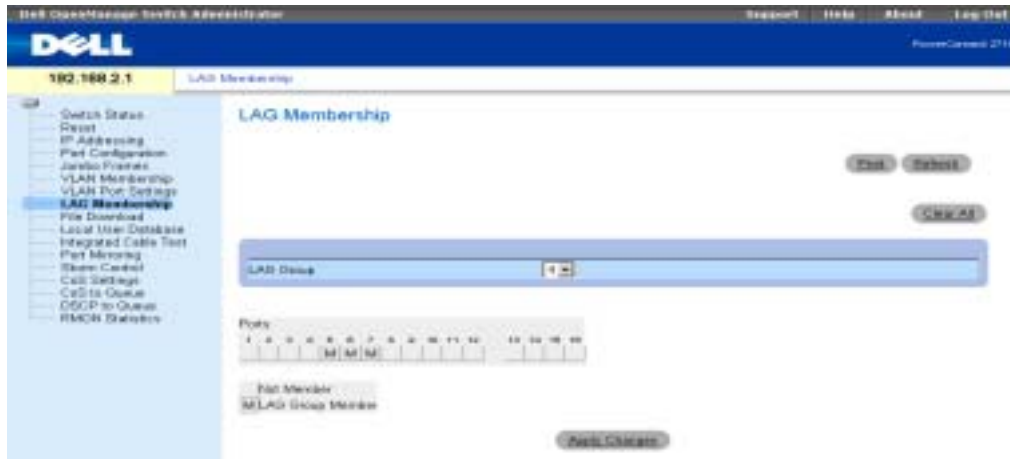 Dell OpenManage Switch Administrator
Support Help About Log Out
DELL
PowerConnect
192.168.2.1
LAG Membership
Switch Status
Reset
IP Addressing
Port Configuration
Jumbo Frames
VLAN Membership
VLAN Port Settings
LAG Membership
File Download
Local User Database
Integrated Cable Test
Port Mirroring
Storm Control
CoS Settings
CoS to Queue
DSCP to Queue
RMON Statistics
LAG Membership
Print Refresh
Clear All
LAG Group
Ports
1 2 3 4 5 6 7 8 9 10 11 12 13 14 15 16
M M M
Not Member
M LAG Group Member
Apply Changes